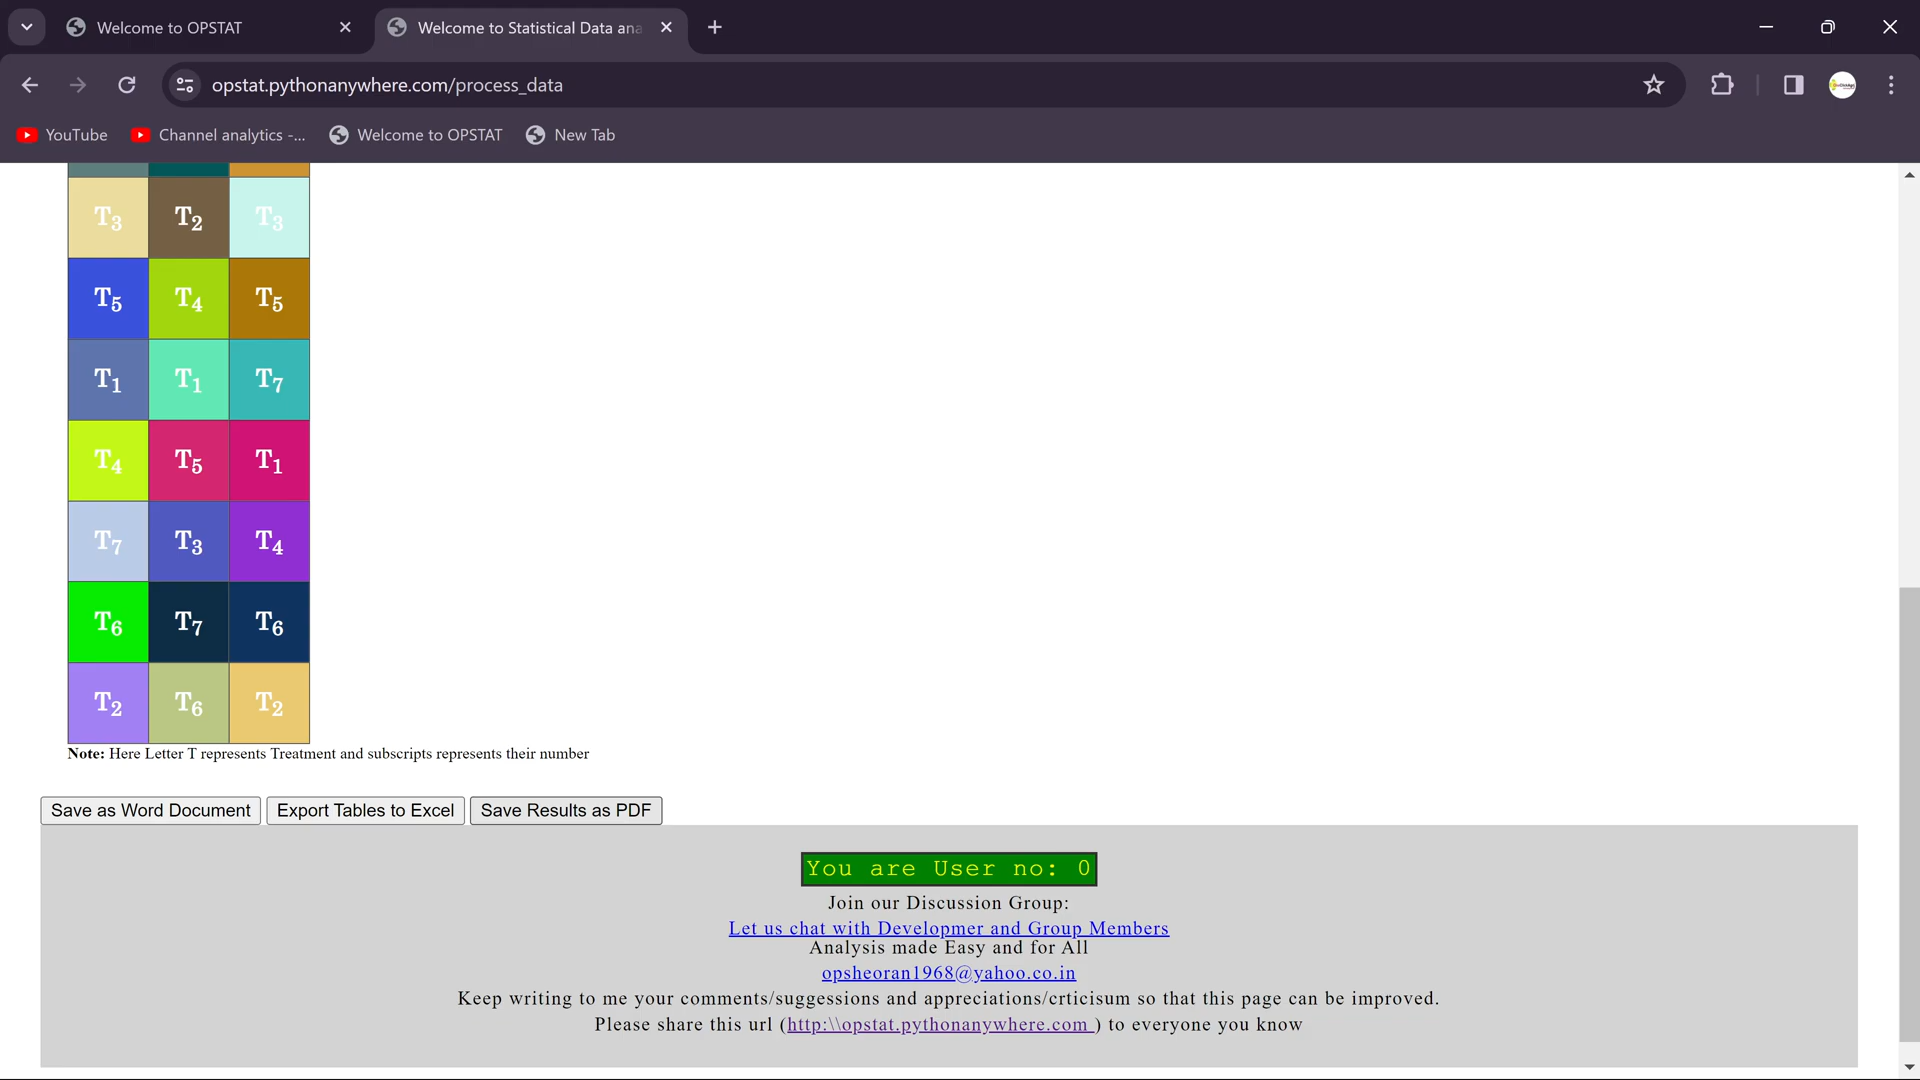 Welcome to OPSTAT
Welcome to Statistical Data ana
opstat.pythonanywhere.com/process_data
YouTube
Channel analytics -...
Welcome to OPSTAT
New Tab
T3 T2 T3
T5 T4 T5
T1 T1 T7
T4 T5 T1
T7 T3 T4
T6 T7 T6
T2 T6 T2
Note: Here Letter T represents Treatment and subscripts represents their number
Save as Word Document
Export Tables to Excel
Save Results as PDF
You are User no: 0
Join our Discussion Group:
Let us chat with Developmer and Group Members
Analysis made Easy and for All
opsheoran1968@yahoo.co.in
Keep writing to me your comments/suggessions and appreciations/crticisum so that this page can be improved.
Please share this url (http:\\opstat.pythonanywhere.com ) to everyone you know